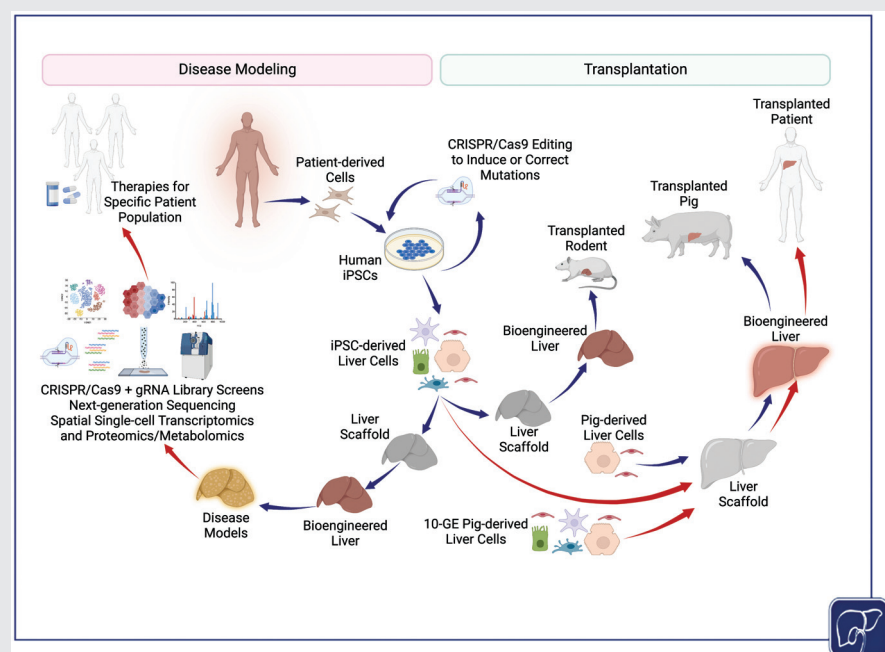 Disease Modeling
Transplantation
Therapies for
Specific Patient
Population
Patient-derived
Cells
CRISPR/Cas9 Editing
to Induce or Correct
Mutations
Human
iPSCs
Transplanted
Patient
Transplanted
Pig
Transplanted
Rodent
iPSC-derived
Liver Cells
Bioengineered
Liver
Bioengineered
Liver
CRISPR/Cas9 + gRNA Library Screens
Next-generation Sequencing
Spatial Single-cell Transcriptomics
and Proteomics/Metabolomics
Liver
Scaffold
Liver
Scaffold
Pig-derived
Liver Cells
Liver
Scaffold
Disease
Models
Bioengineered
Liver
10-GE Pig-derived
Liver Cells